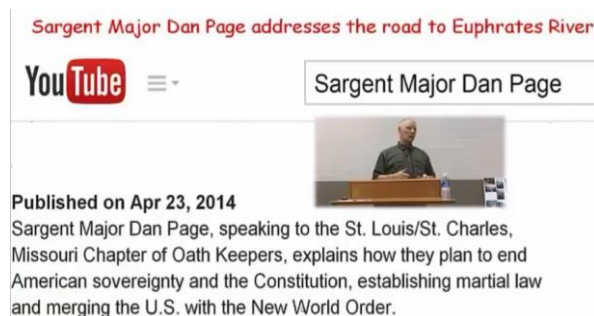 Sargent Major Dan Page addresses the road to Euphrates River
YouTube
Sargent Major Dan Page
Published on Apr 23, 2014
Sargent Major Dan Page, speaking to the St. Louis/St. Charles,
Missouri Chapter of Oath Keepers, explains how they plan to end
American sovereignty and the Constitution, establishing martial law
and merging the U.S. with the New World Order.